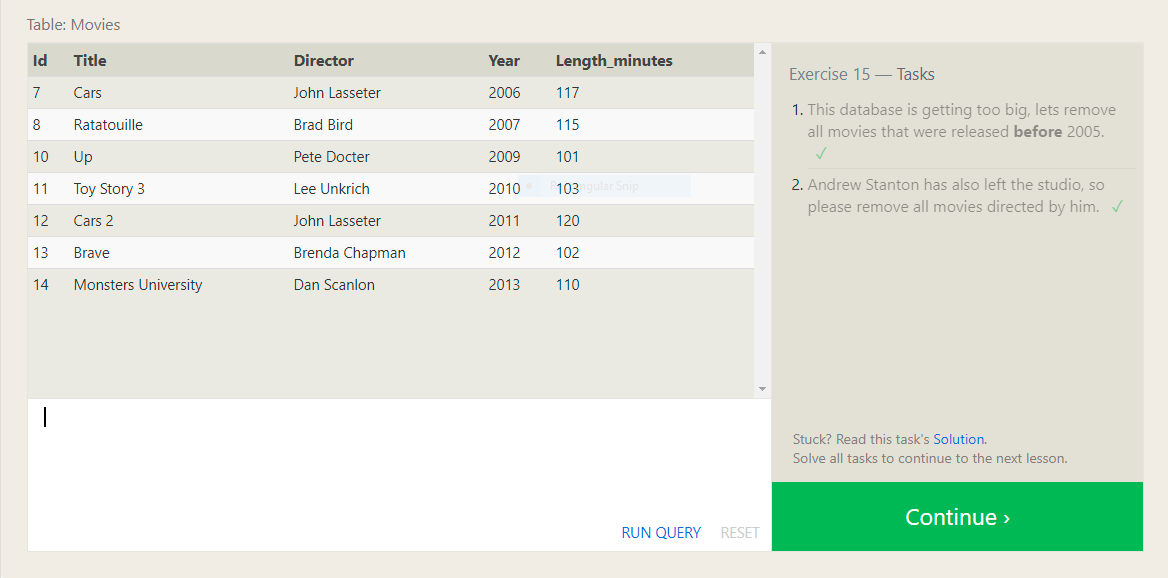 Table: Movies
Id Title Director Year Length_minutes
7 Cars John Lasseter 2006 117
8 Ratatouille Brad Bird 2007 115
10 Up Pete Docter 2009 101
11 Toy Story 3 Lee Unkrich 2010 103
Rectangular Snip
12 Cars 2 John Lasseter 2011 120
13 Brave Brenda Chapman 2012 102
14 Monsters University Dan Scanlon 2013 110
RUN QUERY RESET
Exercise 15 — Tasks
1. This database is getting too big, lets remove
all movies that were released before 2005.
✓
2. Andrew Stanton has also left the studio, so
please remove all movies directed by him. ✓
Stuck? Read this task's Solution.
Solve all tasks to continue to the next lesson.
Continue ›